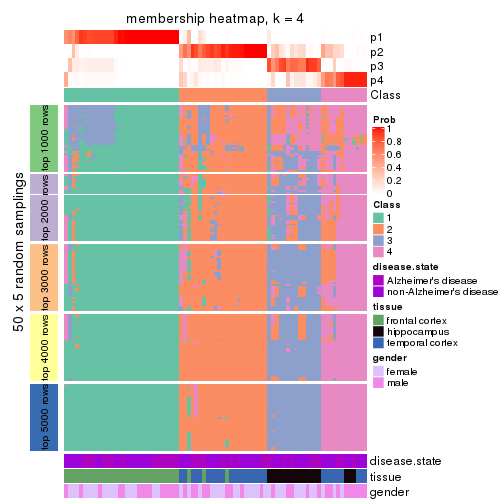 membership heatmap, k = 4
p1
p2
p3
p4
Class
50 x 5 random samplings
top 1000 rows
top 2000 rows
top 3000 rows
top 4000 rows
top 5000 rows
disease.state
tissue
gender
Prob
1
0.8
0.6
0.4
0.2
0
Class
1
2
3
4
disease.state
Alzheimer's disease
non-Alzheimer's disease
tissue
frontal cortex
hippocampus
temporal cortex
gender
female
male